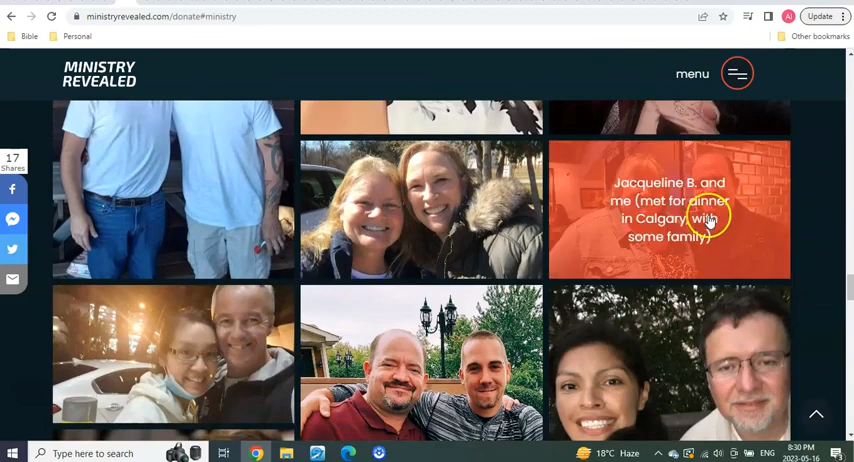 ministryrevealed.com/donate#ministry
AI
Update
Bible
Personal
Other bookmarks
MINISTRY
REVEALED
menu
17
Shares
Jacqueline B. and
me (met for dinner
in Calgary, with
some family)
Type here to search
18°C Haze
ENG
8:30 PM
2023-05-16
3